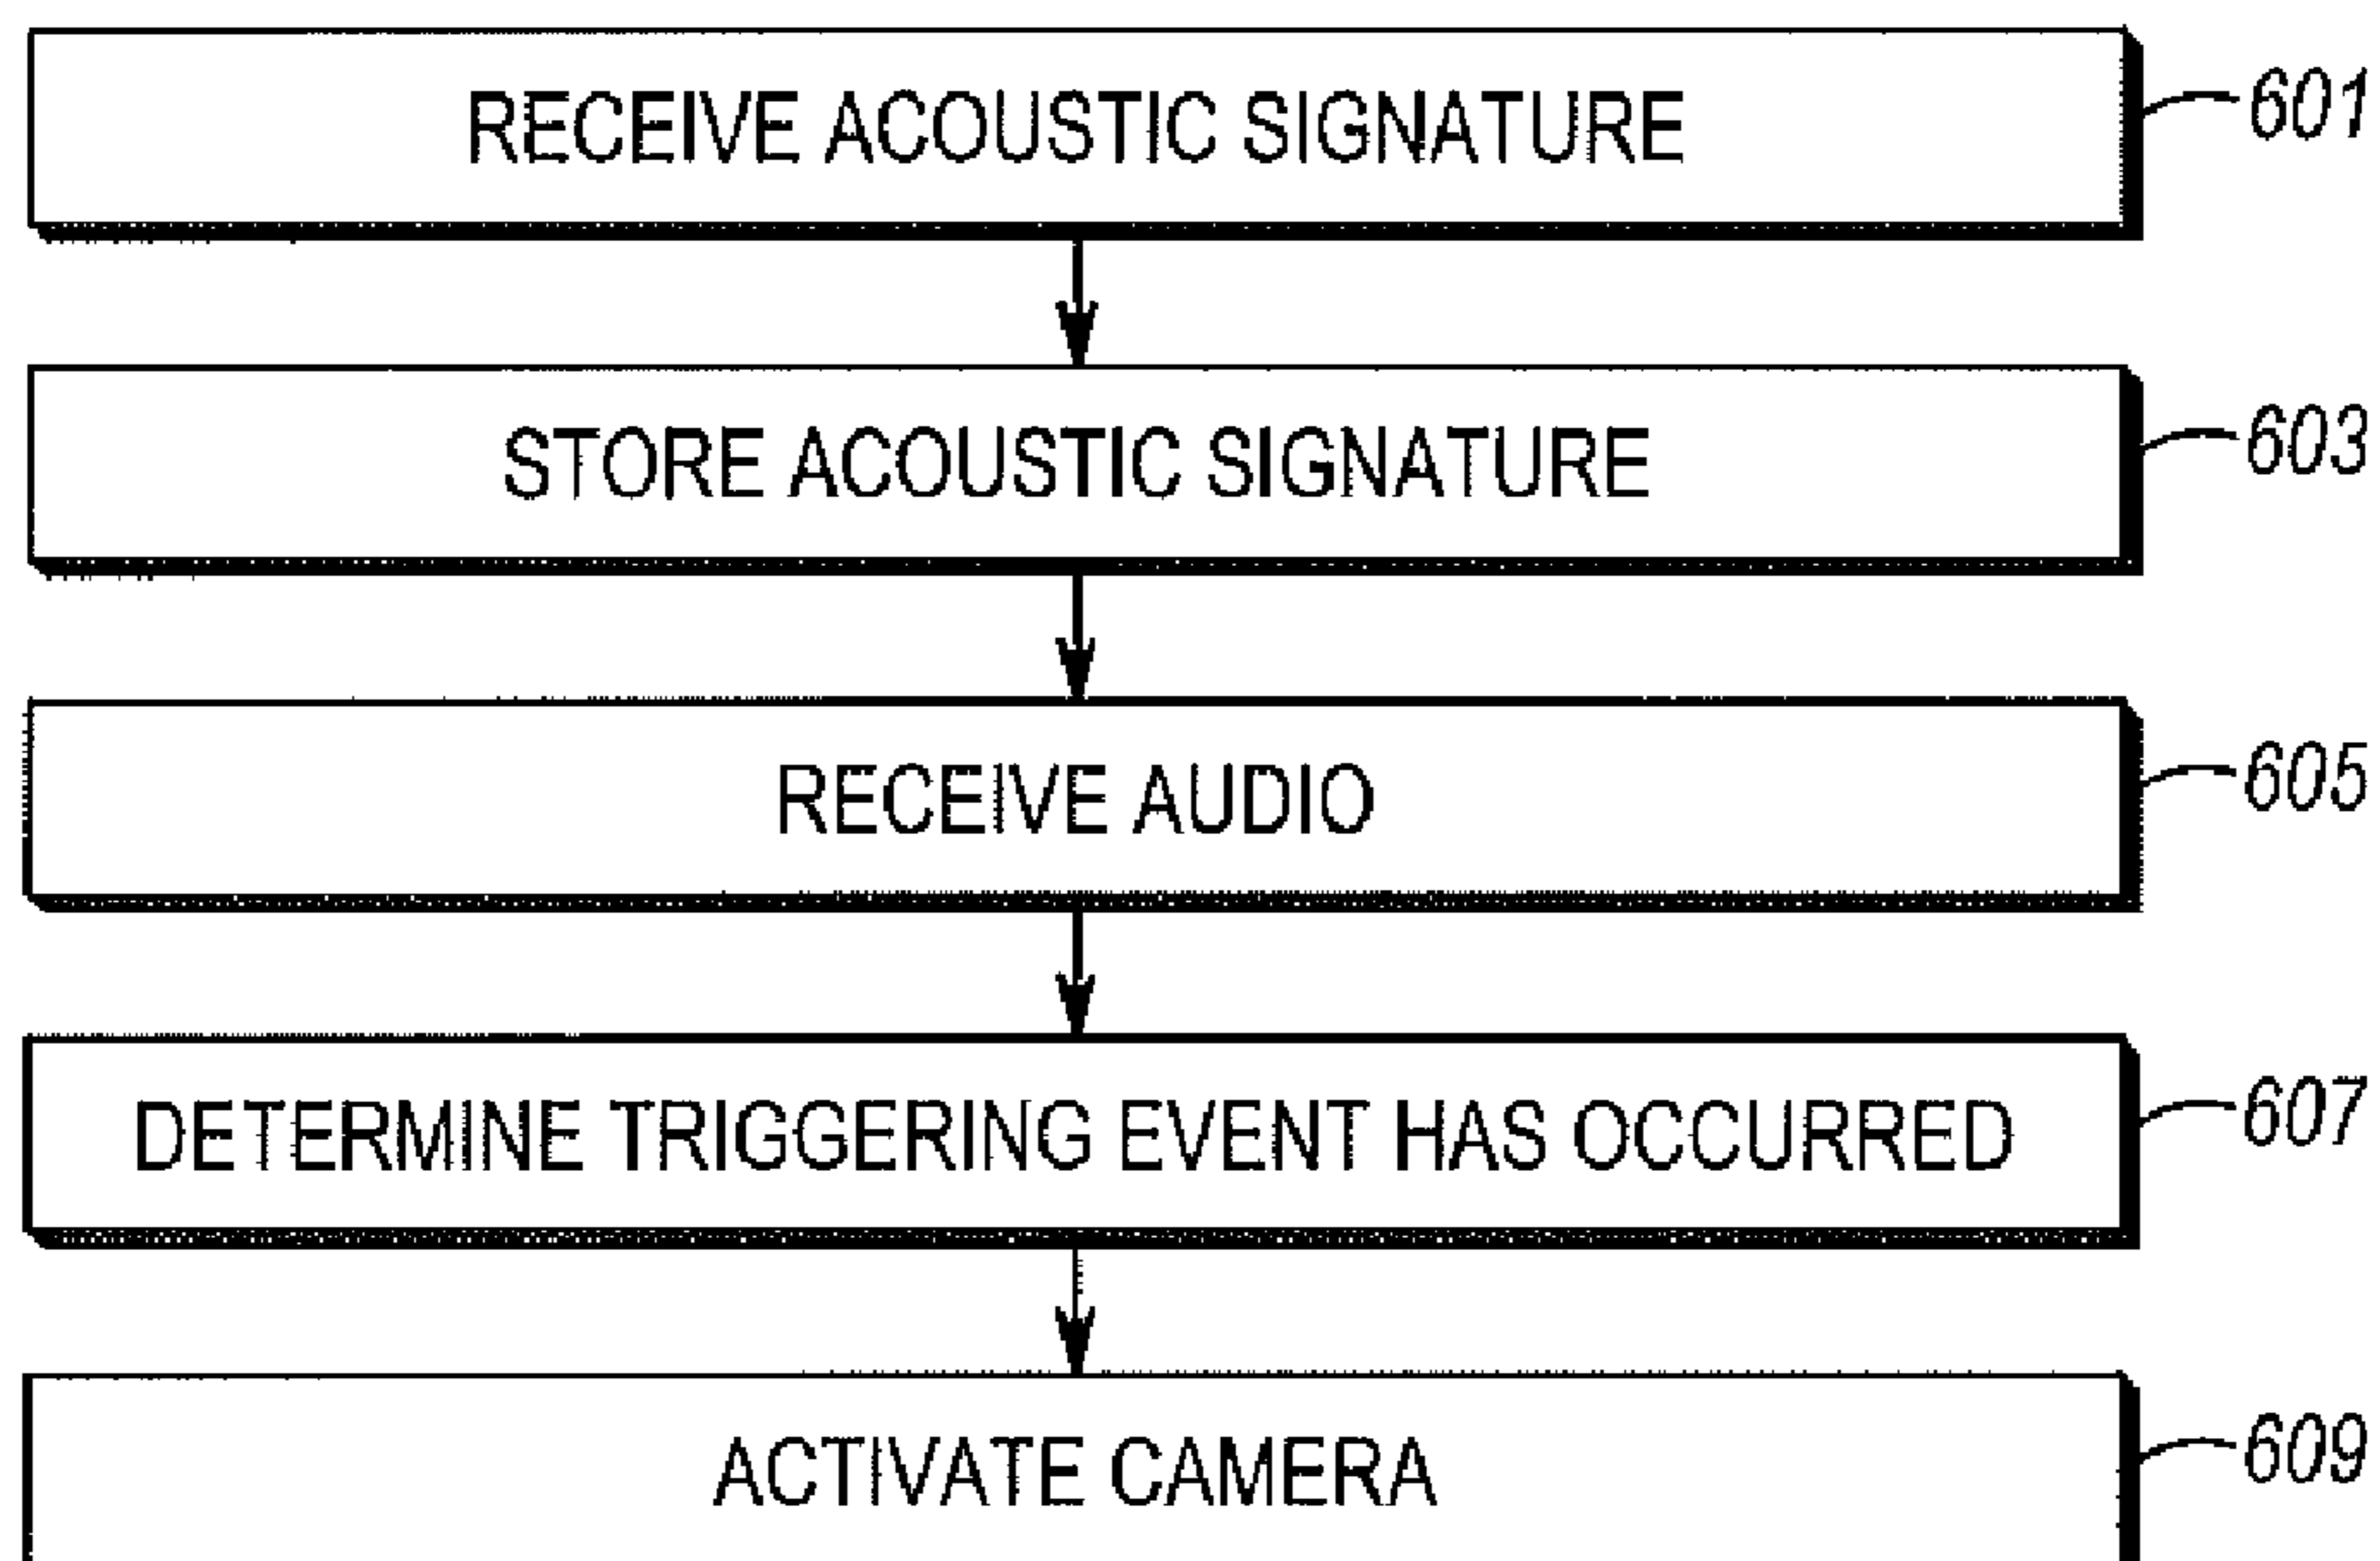 RECEIVE ACOUSTIC SIGNATURE 601
STORE ACOUSTIC SIGNATURE 603
RECEIVE AUDIO 605
DETERMINE TRIGGERING EVENT HAS OCCURRED 607
ACTIVATE CAMERA 609